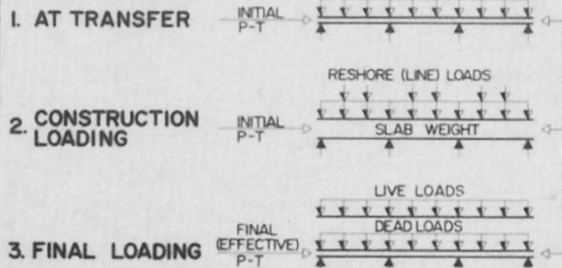 1. AT TRANSFER
INITIAL
P-T
RESHORE (LINE) LOADS
2. CONSTRUCTION
LOADING
INITIAL
P-T
SLAB WEIGHT
LIVE LOADS
DEAD LOADS
3. FINAL LOADING
FINAL
(EFFECTIVE)
P-T